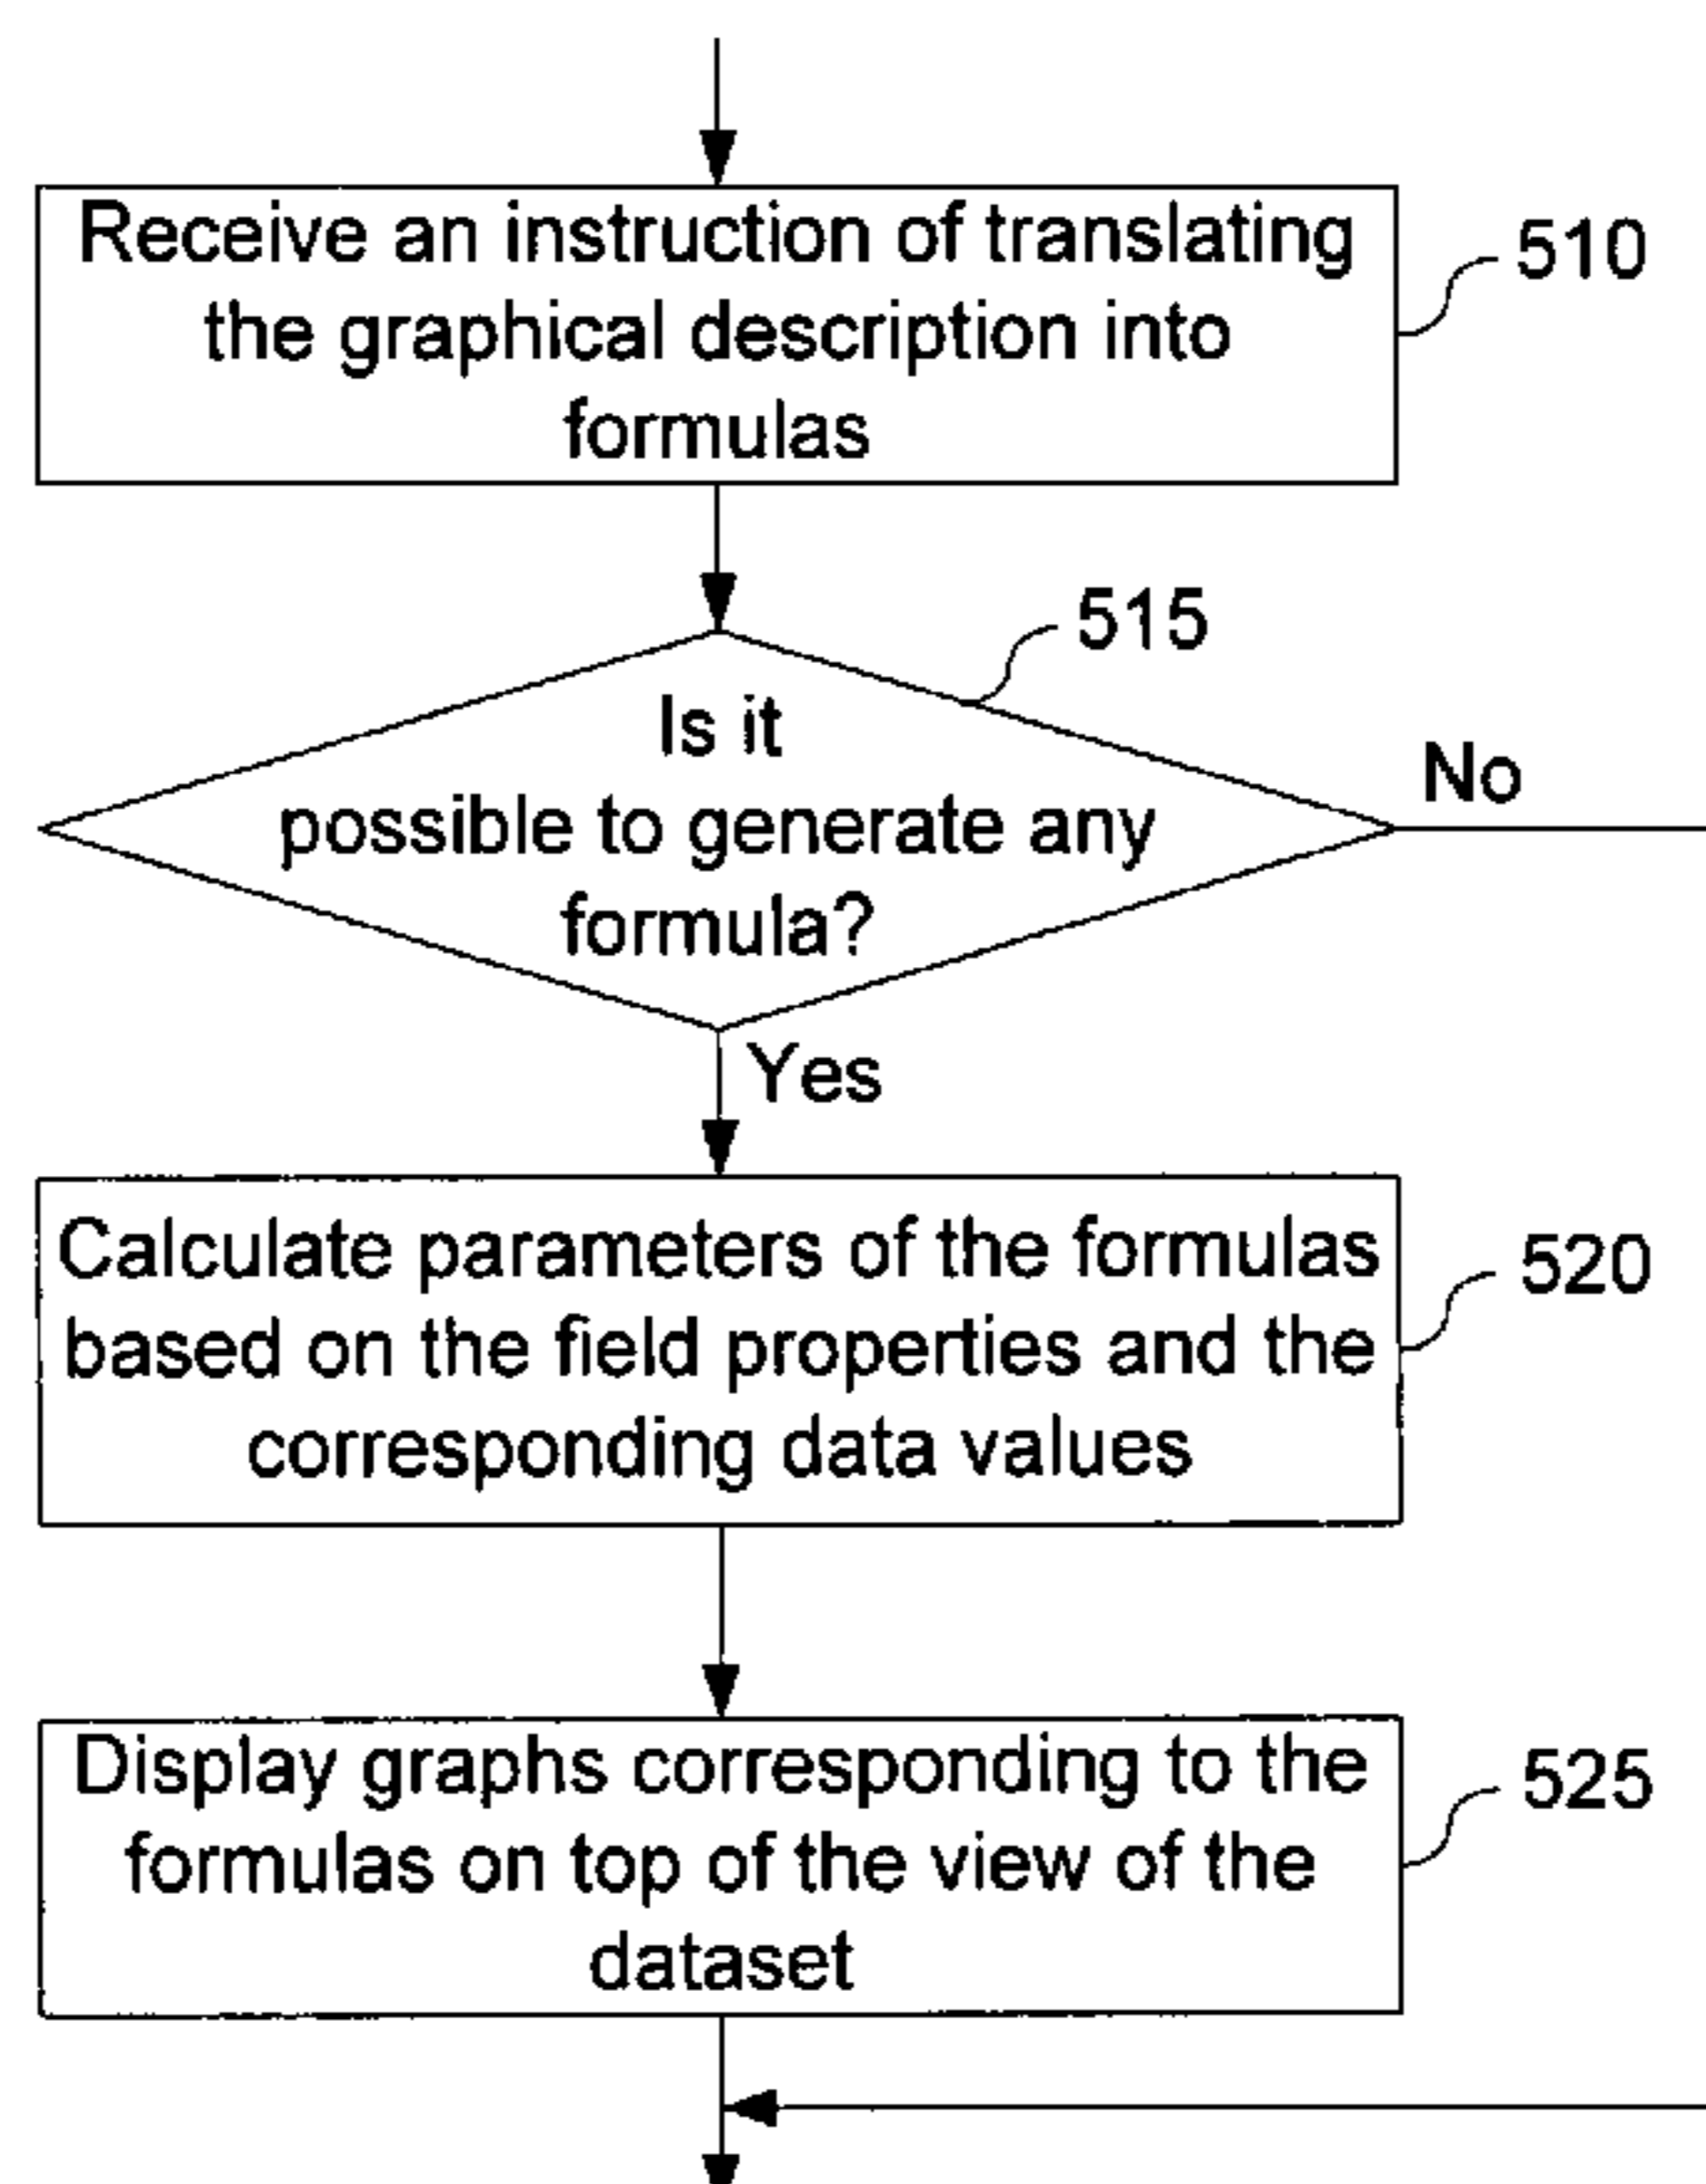 Receive an instruction of translating
the graphical description into
formulas
510
515
Is it
possible to generate any
formula?
No
Yes
Calculate parameters of the formulas
based on the field properties and the
corresponding data values
520
Display graphs corresponding to the
formulas on top of the view of the
dataset
525